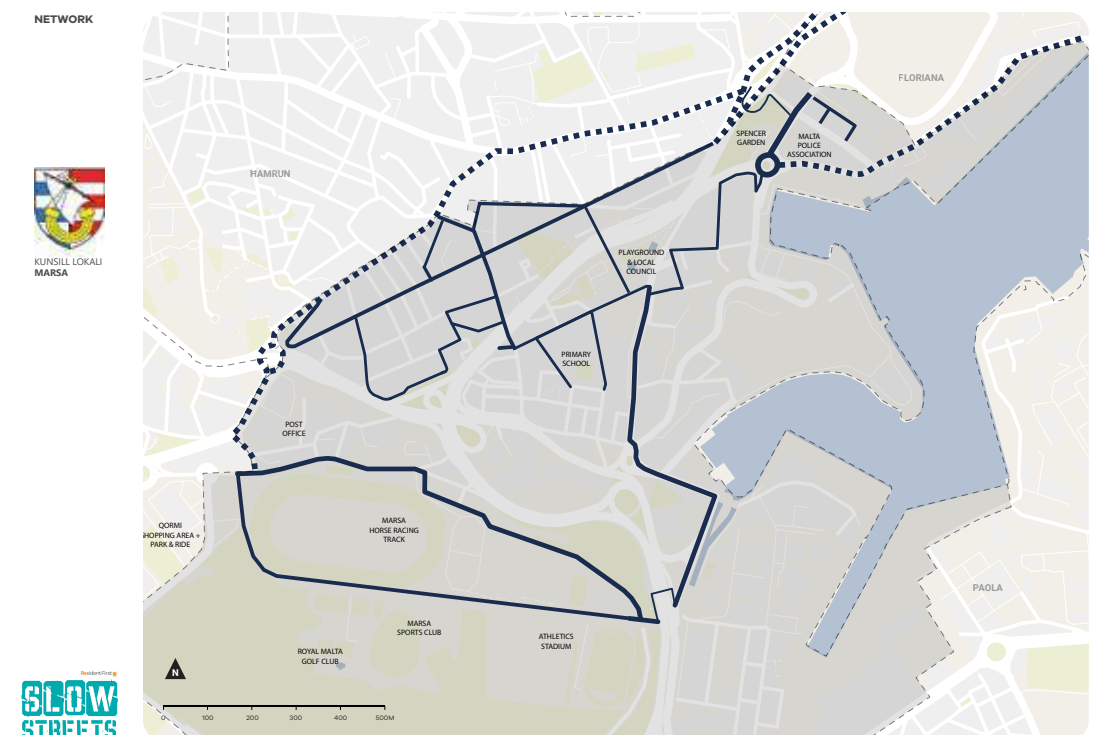 NETWORK
KUNSILL LOKALI
MARSA
ResidentFirst
SLOW
STREETS
HAMRUN
FLORIANA
SPENCER
GARDEN
MALTA
POLICE
ASSOCIATION
PLAYGROUND
& LOCAL
COUNCIL
PRIMARY
SCHOOL
POST
OFFICE
QORMI
SHOPPING AREA +
PARK & RIDE
MARSA
HORSE RACING
TRACK
MARSA
SPORTS CLUB
ATHLETICS
STADIUM
ROYAL MALTA
GOLF CLUB
PAOLA
N
0 100 200 300 400 500M